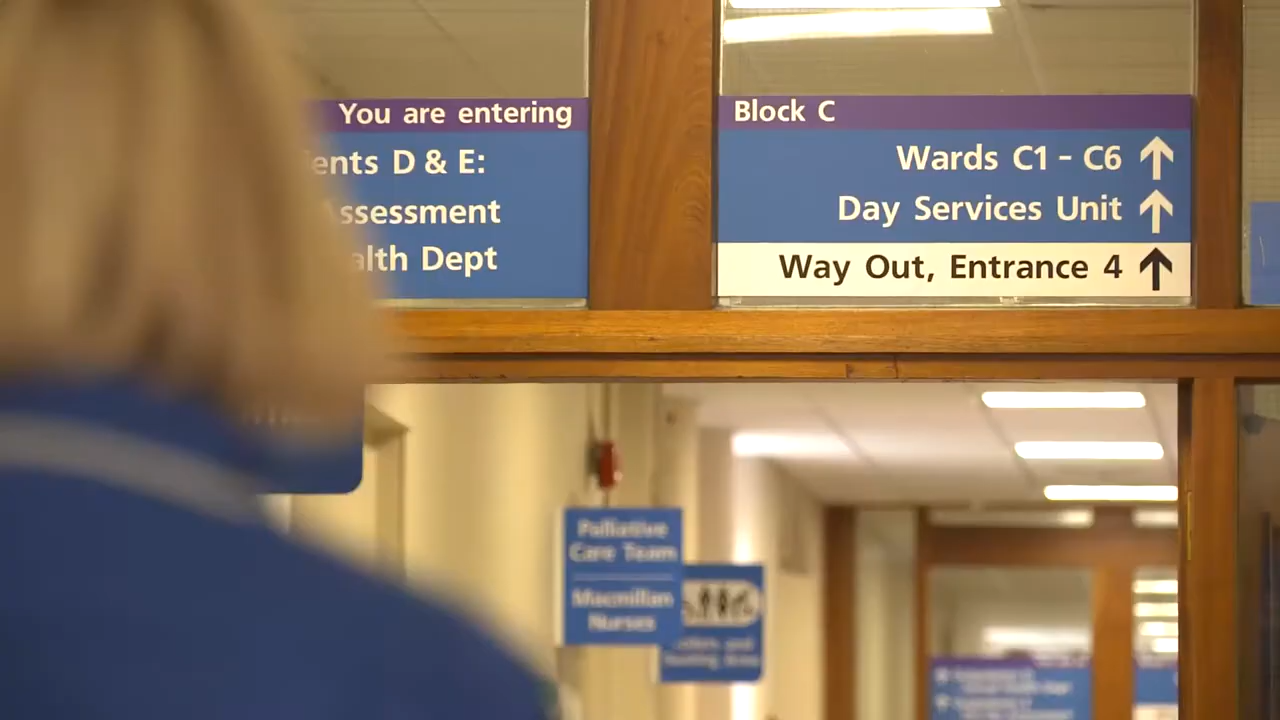 You are entering
ients D & E:
Assessment
alth Dept
Block C
Wards C1 - C6
Day Services Unit
Way Out, Entrance 4
Palliative
Care Team
Macmillan
Nurses